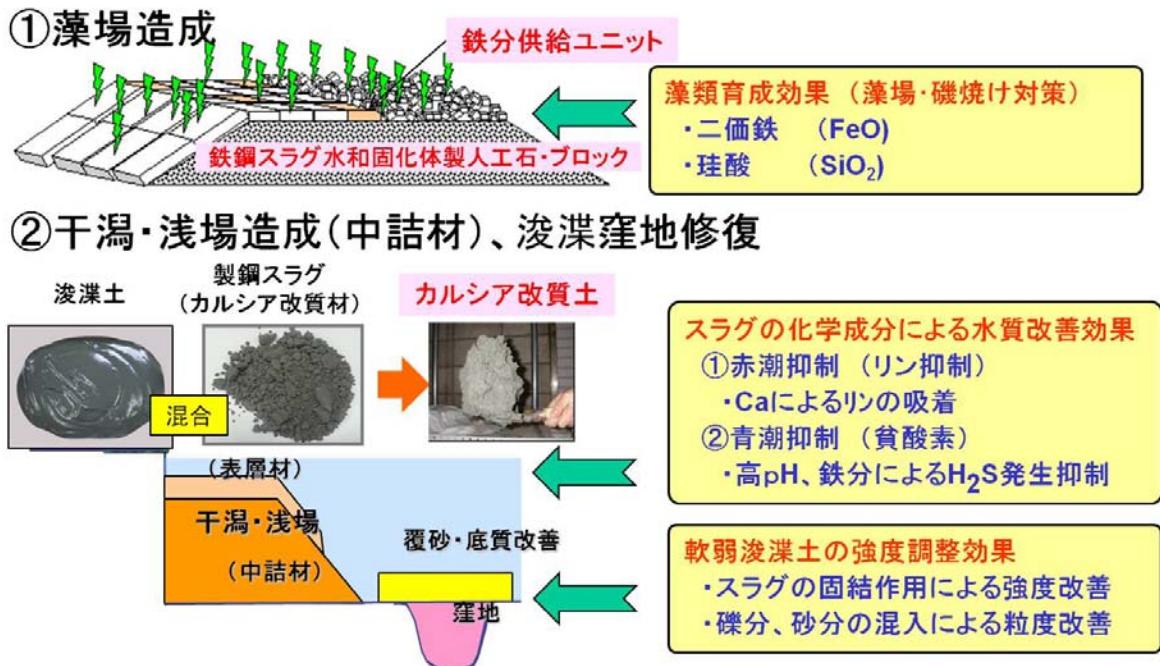 ①藻場造成
鉄分供給ユニット
鉄鋼スラグ水和固化体製人工石・ブロック
藻類育成効果 (藻場・磯焼け対策)
・二価鉄 (FeO)
・珪酸 (SiO₂)
②干潟・浅場造成(中詰材)、浚渫窪地修復
浚渫土
製鋼スラグ
(カルシア改質材)
カルシア改質土
混合
スラグの化学成分による水質改善効果
①赤潮抑制 (リン抑制)
・Caによるリンの吸着
②青潮抑制 (貧酸素)
・高pH、鉄分によるH₂S発生抑制
(表層材)
干潟・浅場
(中詰材)
覆砂・底質改善
窪地
軟弱浚渫土の強度調整効果
・スラグの固結作用による強度改善
・礫分、砂分の混入による粒度改善